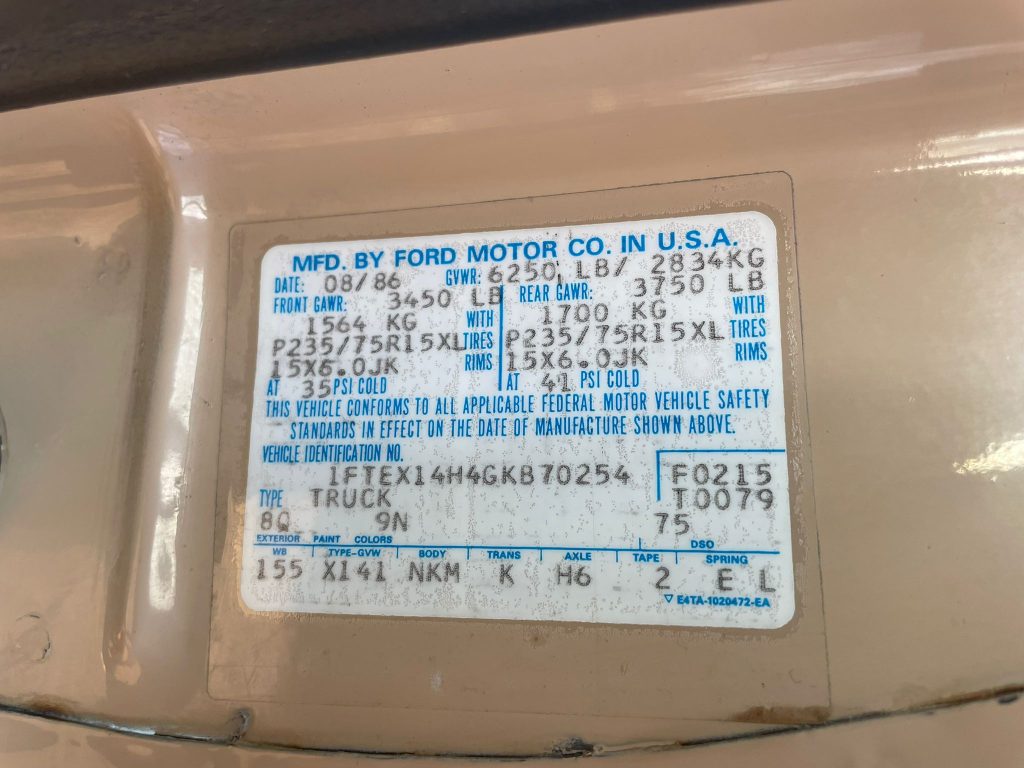 MFD. BY FORD MOTOR CO. IN U.S.A.
DATE: 08/86 GVWR: 6250 LB/ 2834KG
FRONT GAWR: 3450 LB REAR GAWR: 3750 LB
1564 KG WITH 1700 KG WITH
P235/75R15XL TIRES P235/75R15XL TIRES
15X6.0JK RIMS 15X6.0JK RIMS
AT 35 PSI COLD AT 41 PSI COLD
THIS VEHICLE CONFORMS TO ALL APPLICABLE FEDERAL MOTOR VEHICLE SAFETY
STANDARDS IN EFFECT ON THE DATE OF MANUFACTURE SHOWN ABOVE.
VEHICLE IDENTIFICATION NO.
1FTEX14H4GKB70254 F0215
TYPE TRUCK T0079
8Q 9N 75
EXTERIOR PAINT COLORS DSO
WB TYPE-GVW BODY TRANS AXLE TAPE SPRING
155 X141 NKM K H6 2 E L
▽ E4TA-1020472-EA